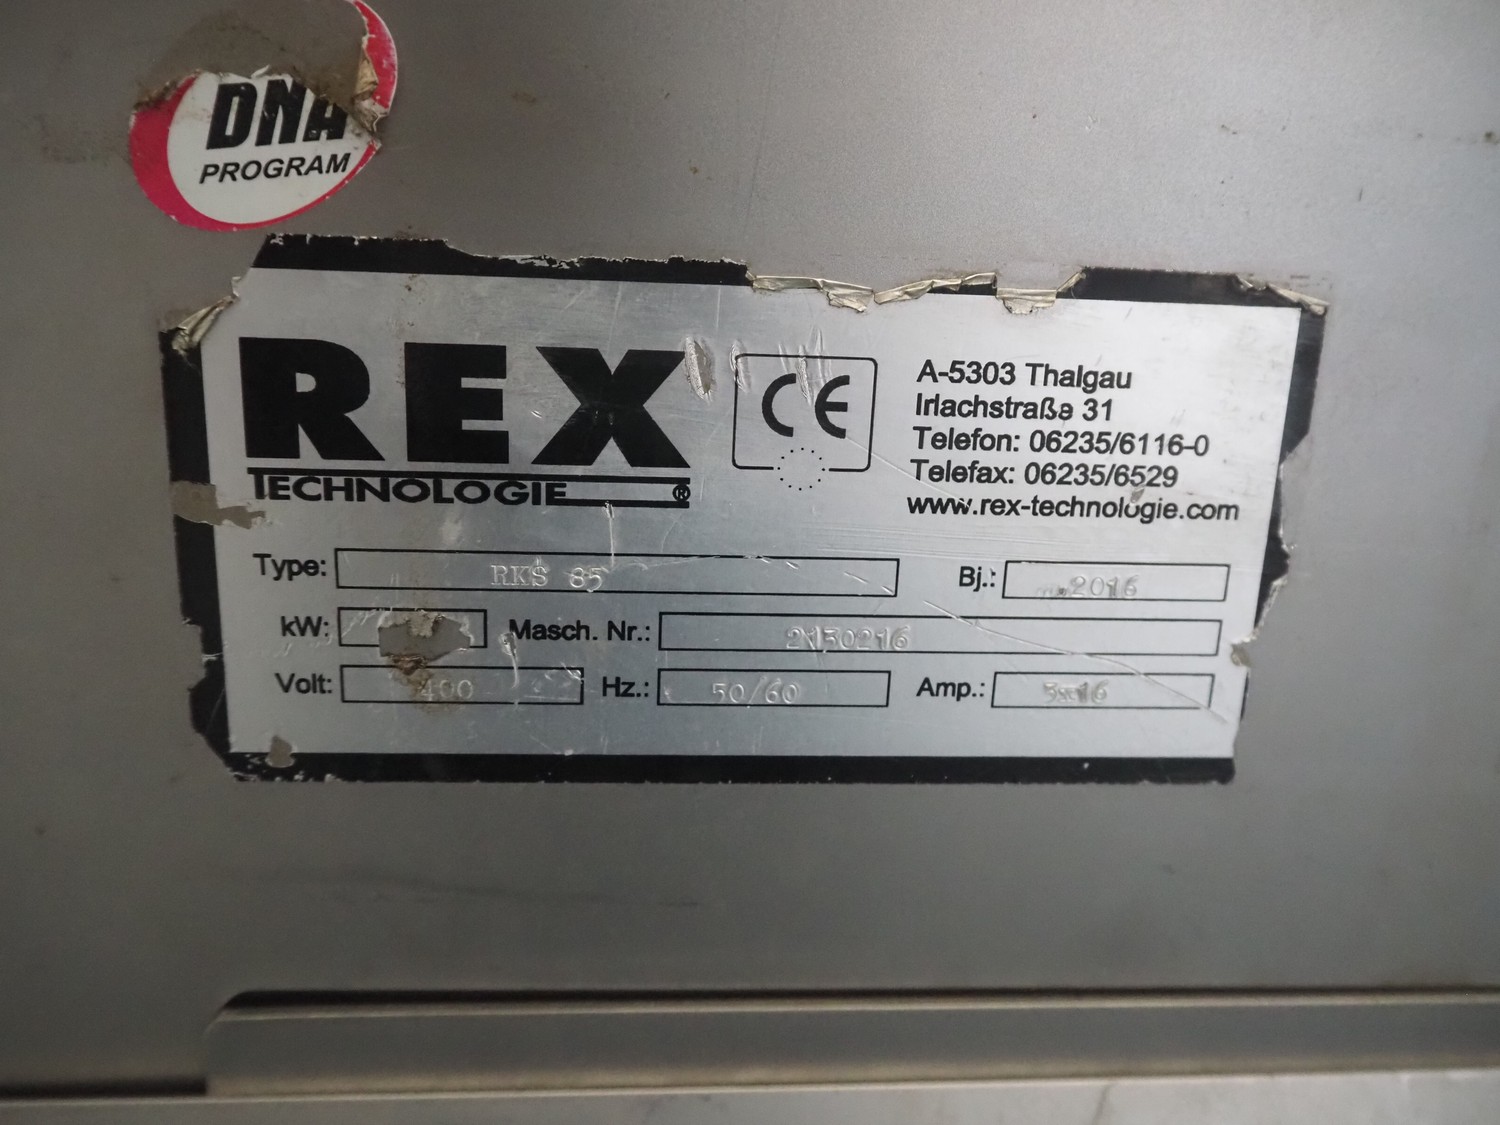 DNA
PROGRAM
REX
TECHNOLOGIE ®
CE
A-5303 Thalgau
Irlachstraße 31
Telefon: 06235/6116-0
Telefax: 06235/6529
www.rex-technologie.com
Type: RKS 85 Bj.: 2016
kW: Masch. Nr.: 2150216
Volt: 400 Hz.: 50/60 Amp.: 3x16